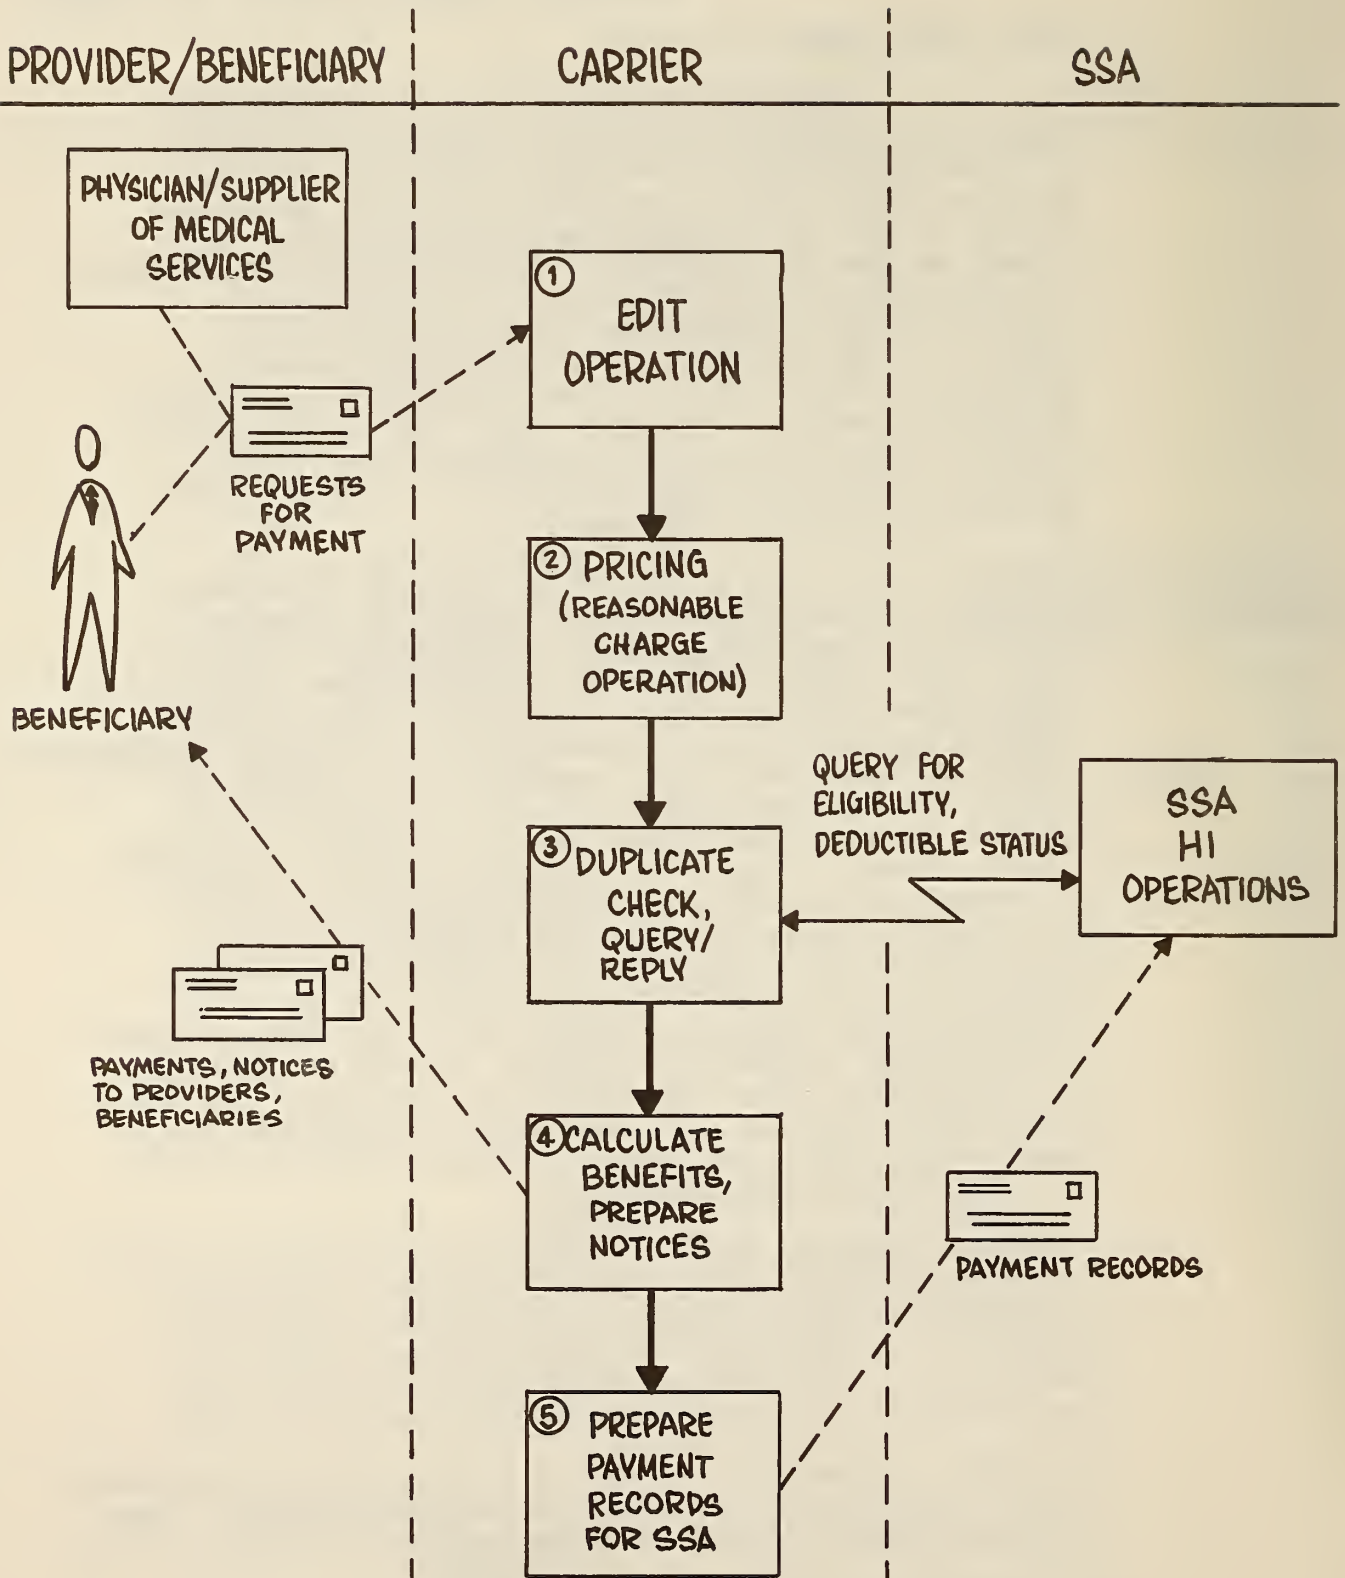 PROVIDER/BENEFICIARY
CARRIER
SSA
PHYSICIAN/SUPPLIER
OF MEDICAL
SERVICES
REQUESTS
FOR
PAYMENT
BENEFICIARY
PAYMENTS, NOTICES
TO PROVIDERS,
BENEFICIARIES
1
EDIT
OPERATION
2 PRICING
(REASONABLE
CHARGE
OPERATION)
3 DUPLICATE
CHECK,
QUERY/
REPLY
4 CALCULATE
BENEFITS,
PREPARE
NOTICES
5 PREPARE
PAYMENT
RECORDS
FOR SSA
QUERY FOR
ELIGIBILITY,
DEDUCTIBLE STATUS
SSA
HI
OPERATIONS
PAYMENT RECORDS